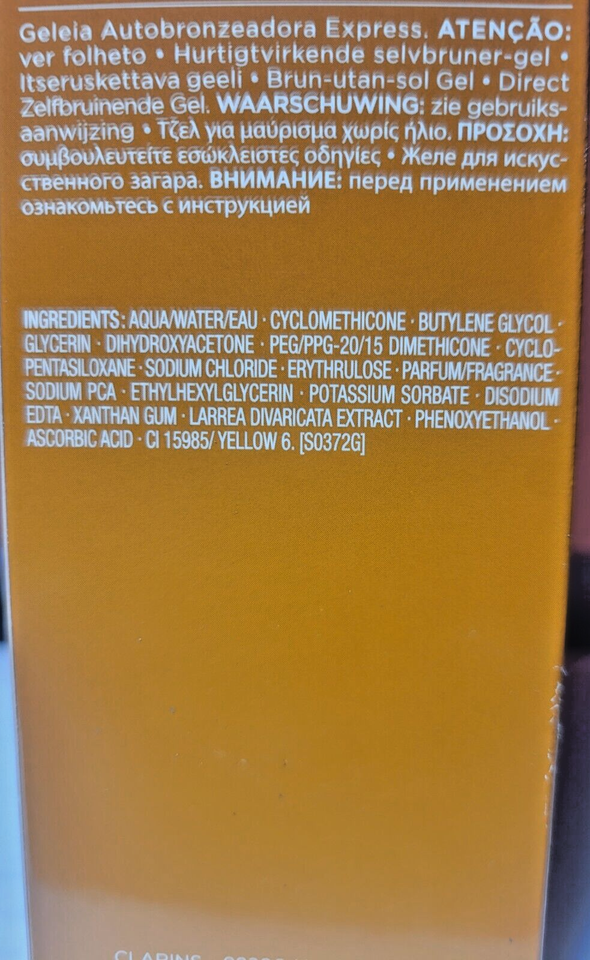 Geleia Autobronzeadora Express. ATENÇÃO:
ver folheto • Hurtigtvirkende selvbruner-gel •
Itseruskettava geeli • Brun-utan-sol Gel • Direct
Zelfbruinende Gel. WAARSCHUWING: zie gebruiks-
aanwijzing • Τζελ για μαύρισμα χωρίς ήλιο. ΠΡΟΣΟΧΗ:
συμβουλευτείτε εσώκλειστες οδηγίες • Желе для искус-
ственного загара. ВНИМАНИЕ: перед применением
ознакомьтесь с инструкцией
INGREDIENTS: AQUA/WATER/EAU · CYCLOMETHICONE · BUTYLENE GLYCOL ·
GLYCERIN · DIHYDROXYACETONE · PEG/PPG-20/15 DIMETHICONE · CYCLO-
PENTASILOXANE · SODIUM CHLORIDE · ERYTHRULOSE · PARFUM/FRAGRANCE ·
SODIUM PCA · ETHYLHEXYLGLYCERIN · POTASSIUM SORBATE · DISODIUM
EDTA · XANTHAN GUM · LARREA DIVARICATA EXTRACT · PHENOXYETHANOL ·
ASCORBIC ACID · CI 15985/ YELLOW 6. [S0372G]
CLARINS